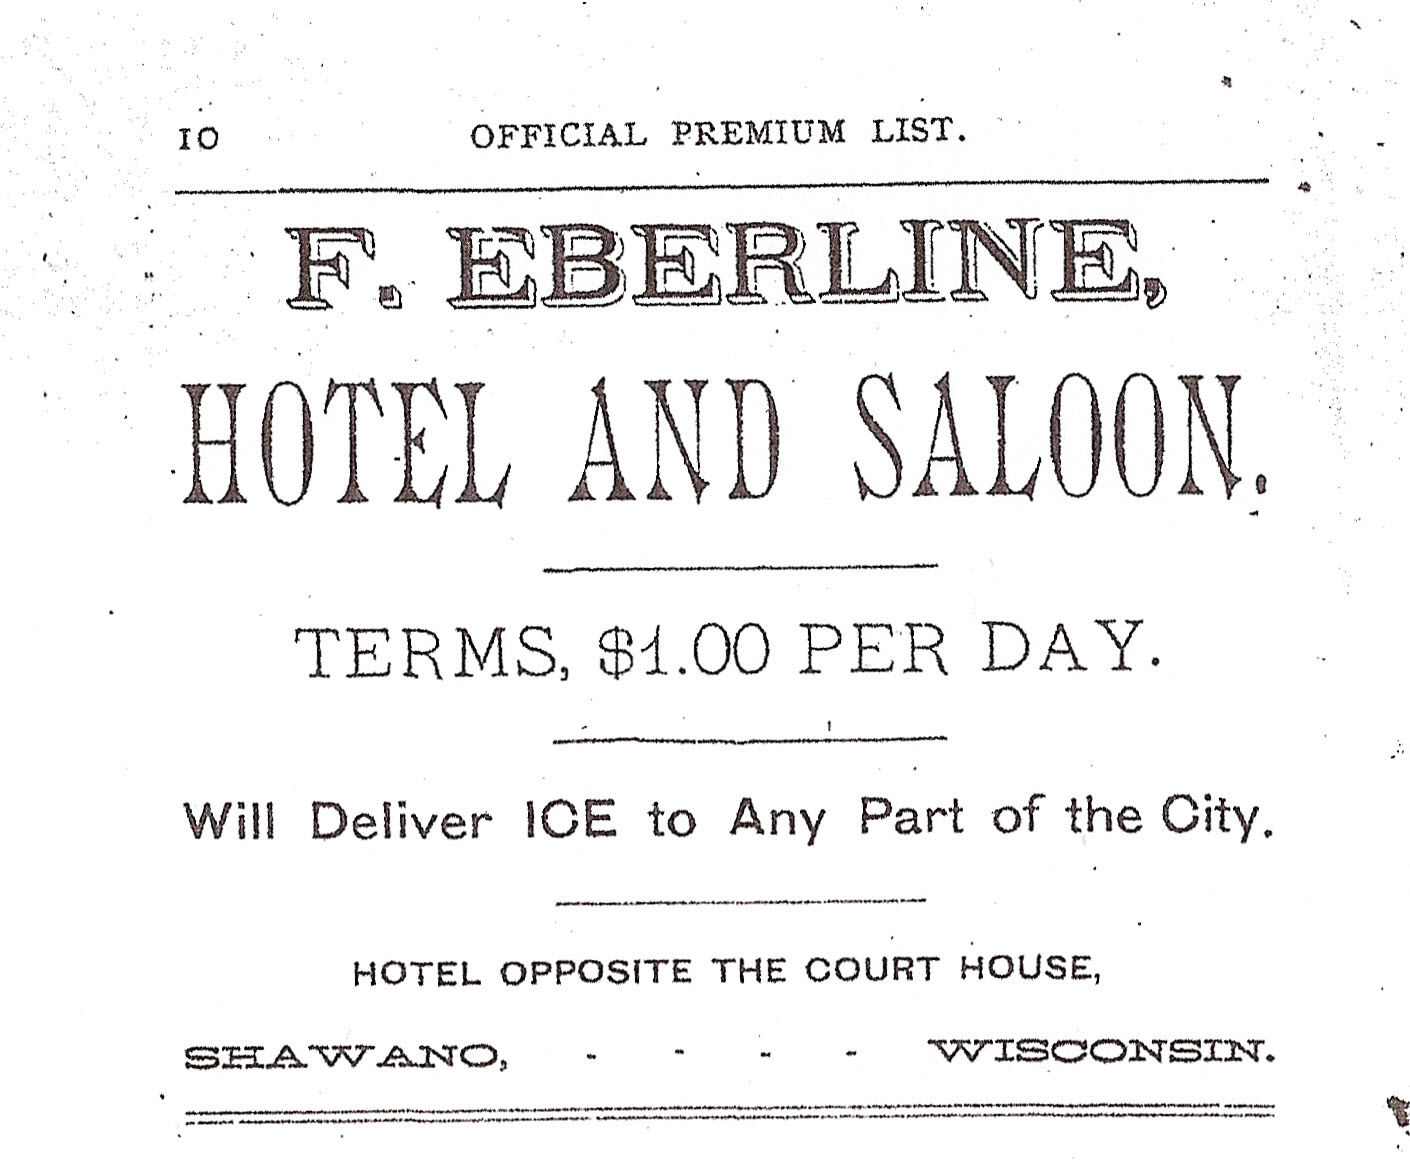 10 OFFICIAL PREMIUM LIST.
F. EBERLINE,
HOTEL AND SALOON.
TERMS, $1.00 PER DAY.
Will Deliver ICE to Any Part of the City.
HOTEL OPPOSITE THE COURT HOUSE,
SHAWANO, - - - - WISCONSIN.